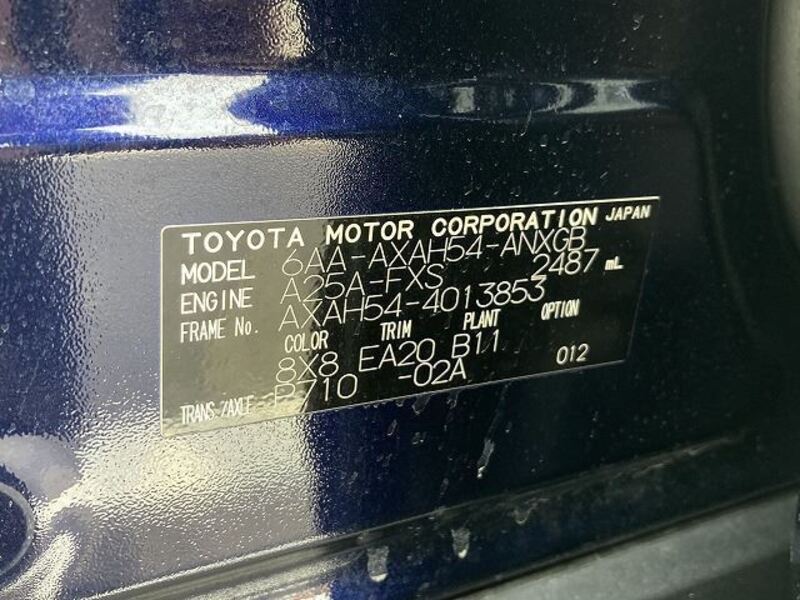 TOYOTA MOTOR CORPORATION JAPAN
MODEL 6AA-AXAH54-ANXGB
ENGINE A25A-FXS 2487 mL
FRAME No. AXAH54-4013853
COLOR TRIM PLANT OPTION
8X8 EA20 B11 012
TRANS./AXLE P710 -02A